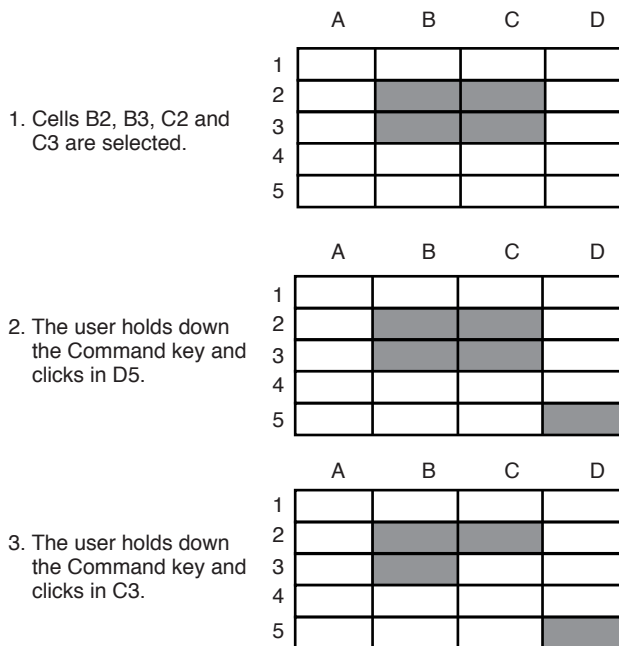 A B C D
1
2
3
4
5
1. Cells B2, B3, C2 and
C3 are selected.
A B C D
1
2
3
4
5
2. The user holds down
the Command key and
clicks in D5.
A B C D
1
2
3
4
5
3. The user holds down
the Command key and
clicks in C3.